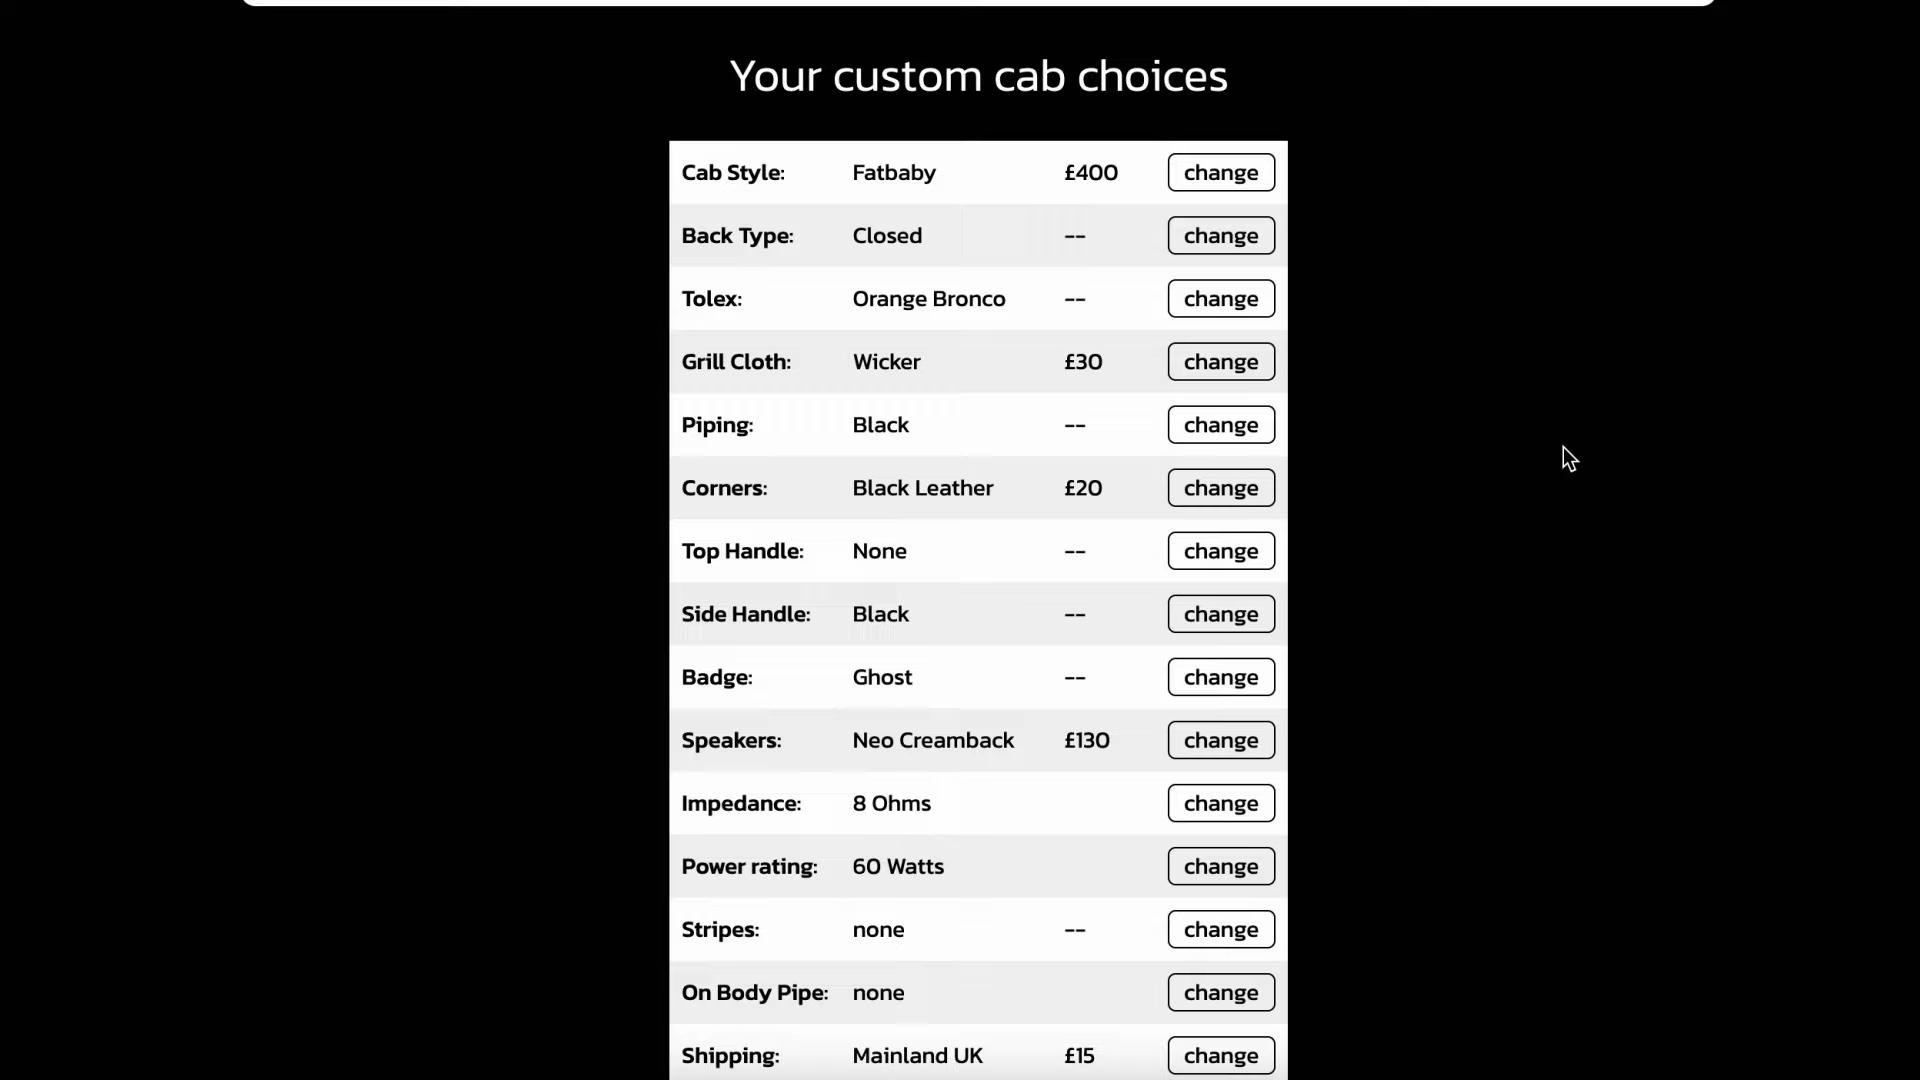 Your custom cab choices
Cab Style: Fatbaby £400 change
Back Type: Closed -- change
Tolex: Orange Bronco -- change
Grill Cloth: Wicker £30 change
Piping: Black -- change
Corners: Black Leather £20 change
Top Handle: None -- change
Side Handle: Black -- change
Badge: Ghost -- change
Speakers: Neo Creamback £130 change
Impedance: 8 Ohms change
Power rating: 60 Watts change
Stripes: none -- change
On Body Pipe: none change
Shipping: Mainland UK £15 change